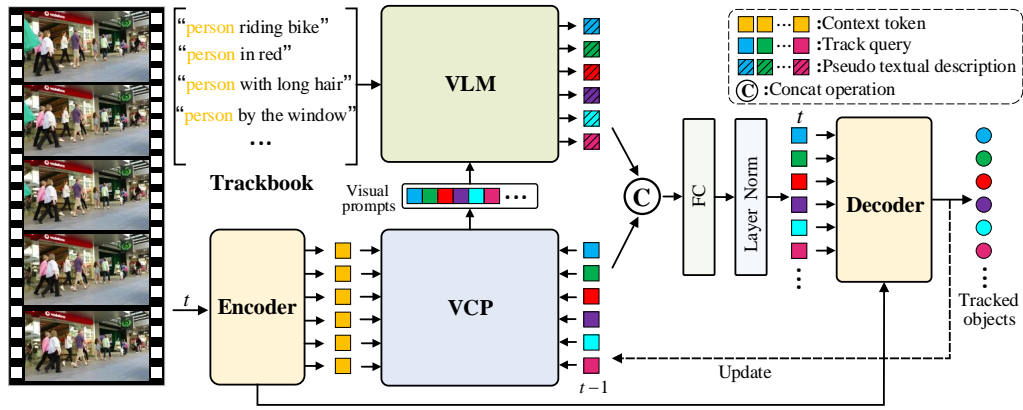 “person riding bike”
“person in red”
“person with long hair”
“person by the window”
...
Trackbook
VLM
Visual
prompts
t
Encoder
VCP
t−1
C
FC
Layer Norm
t
Decoder
Tracked
objects
Update
:Context token
:Track query
:Pseudo textual description
C :Concat operation